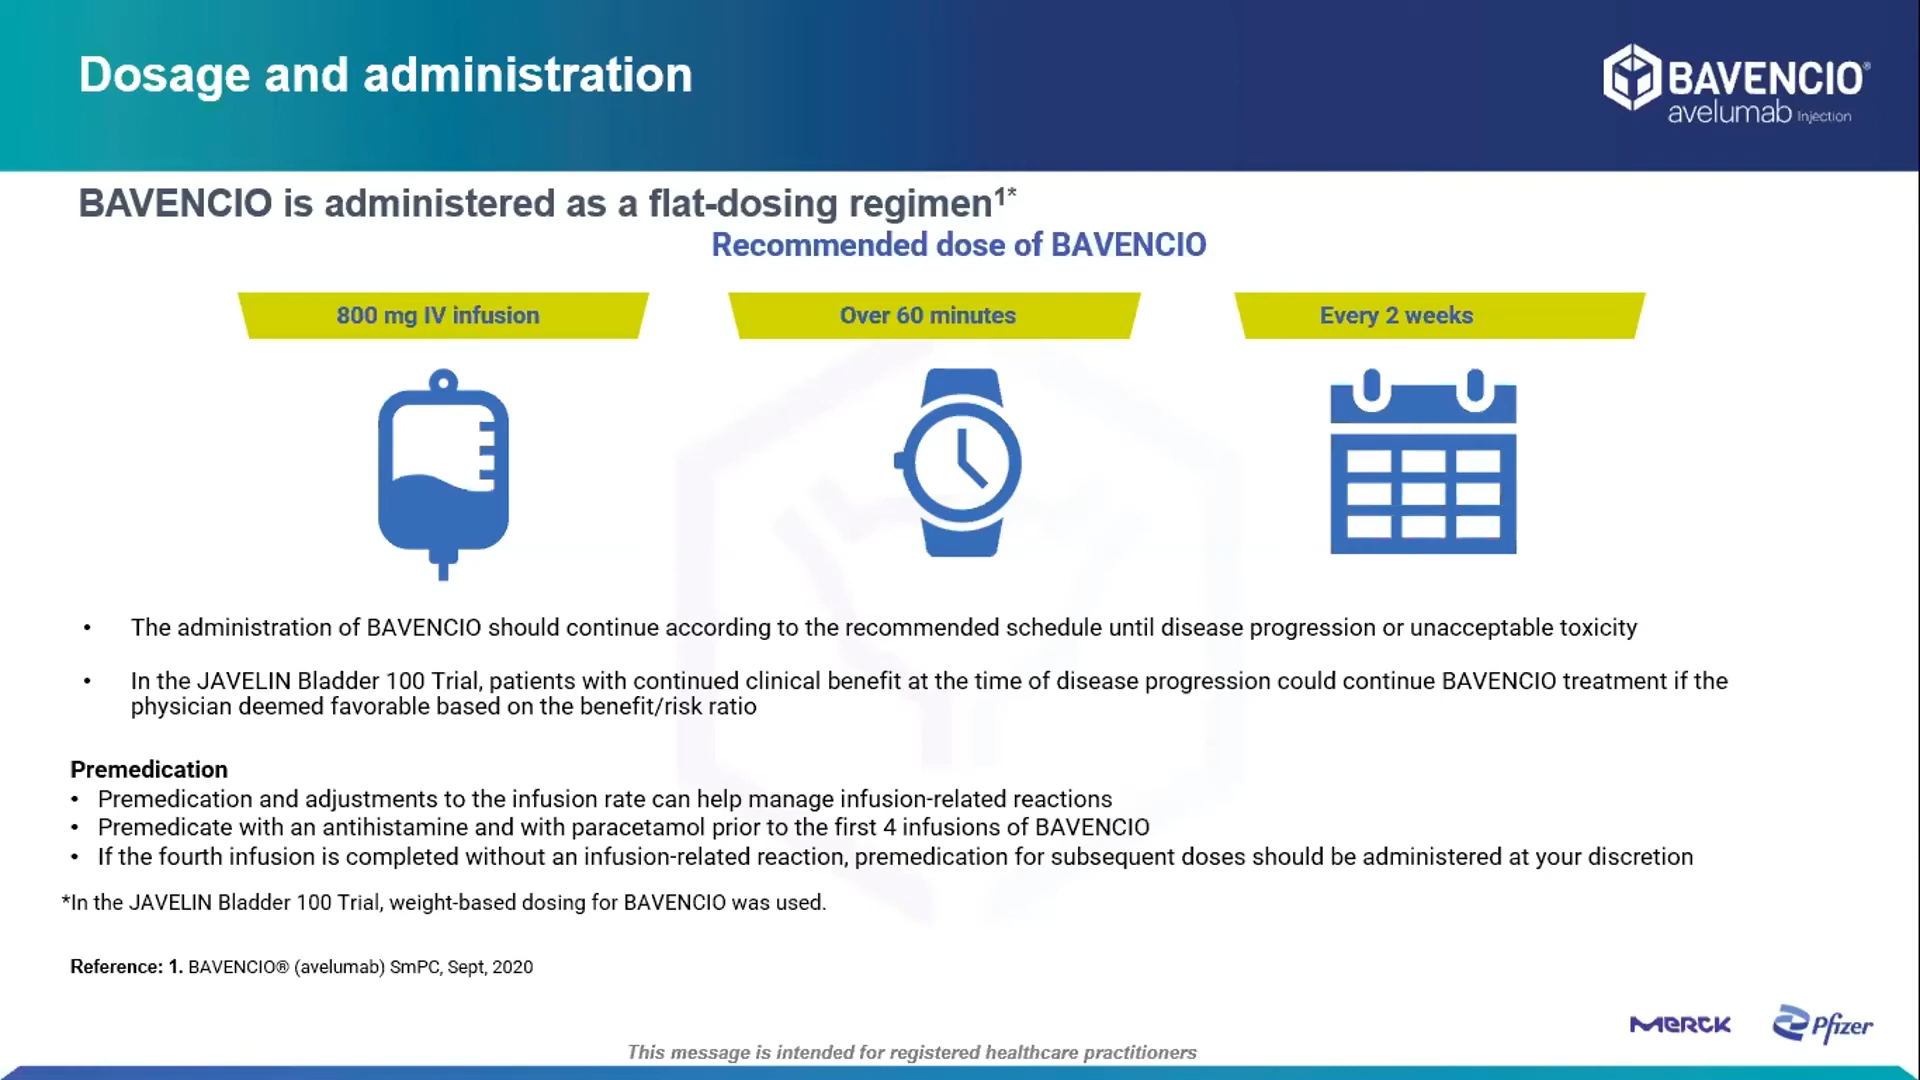 Dosage and administration
BAVENCIO®
avelumab Injection
BAVENCIO is administered as a flat-dosing regimen¹*
Recommended dose of BAVENCIO
800 mg IV infusion
Over 60 minutes
Every 2 weeks
• The administration of BAVENCIO should continue according to the recommended schedule until disease progression or unacceptable toxicity
• In the JAVELIN Bladder 100 Trial, patients with continued clinical benefit at the time of disease progression could continue BAVENCIO treatment if the
physician deemed favorable based on the benefit/risk ratio
Premedication
• Premedication and adjustments to the infusion rate can help manage infusion-related reactions
• Premedicate with an antihistamine and with paracetamol prior to the first 4 infusions of BAVENCIO
• If the fourth infusion is completed without an infusion-related reaction, premedication for subsequent doses should be administered at your discretion
*In the JAVELIN Bladder 100 Trial, weight-based dosing for BAVENCIO was used.
Reference: 1. BAVENCIO® (avelumab) SmPC, Sept, 2020
MERCK
Pfizer
This message is intended for registered healthcare practitioners